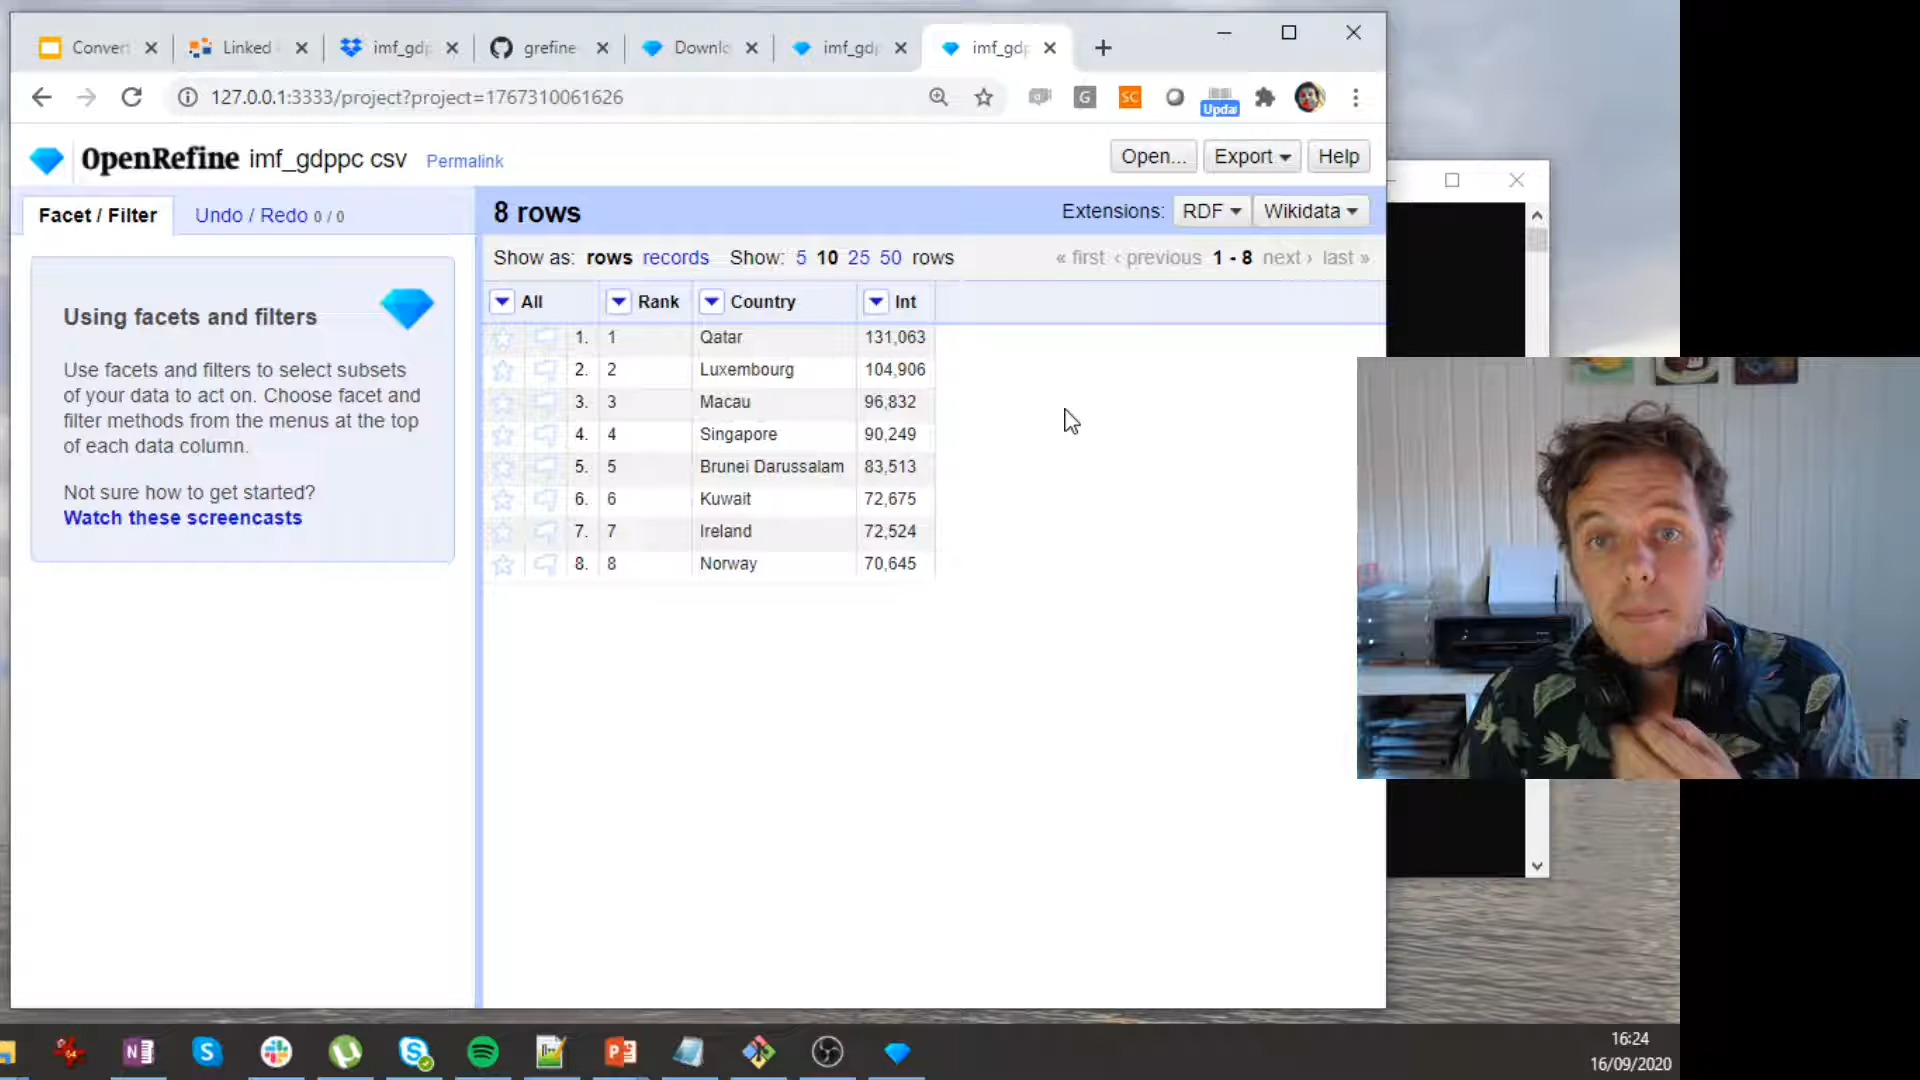 Convert
Linked
imf_gdp
grefine
Downlo
imf_gdp
imf_gdp
127.0.0.1:3333/project?project=1767310061626
G
SC
Updat
OpenRefine imf_gdppc csv Permalink
Open...
Export
Help
Facet / Filter
Undo / Redo 0 / 0
8 rows
Extensions:
RDF
Wikidata
Show as: rows records Show: 5 10 25 50 rows
« first ‹ previous 1 - 8 next › last »
Using facets and filters
Use facets and filters to select subsets
of your data to act on. Choose facet and
filter methods from the menus at the top
of each data column.
Not sure how to get started?
Watch these screencasts
All Rank Country Int
1. 1 Qatar 131,063
2. 2 Luxembourg 104,906
3. 3 Macau 96,832
4. 4 Singapore 90,249
5. 5 Brunei Darussalam 83,513
6. 6 Kuwait 72,675
7. 7 Ireland 72,524
8. 8 Norway 70,645
16:24
16/09/2020